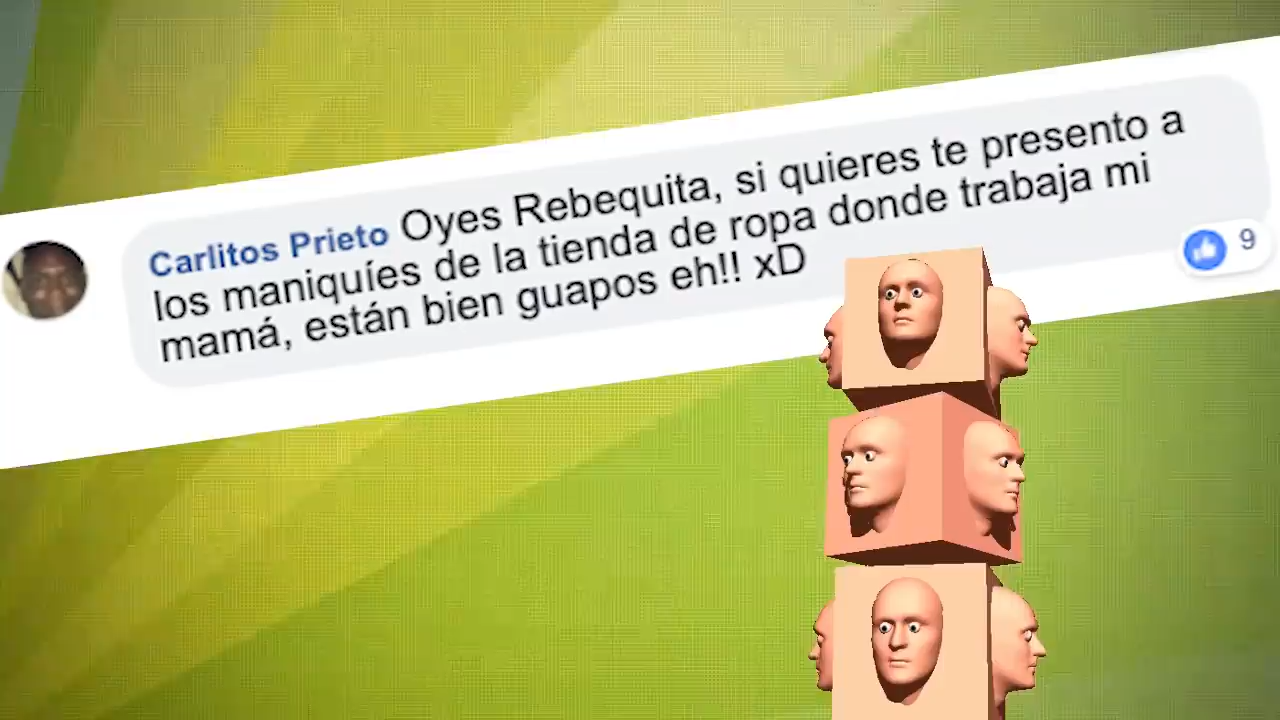 Carlitos Prieto Oyes Rebequita, si quieres te presento a
los maniquíes de la tienda de ropa donde trabaja mi
mamá, están bien guapos eh!! xD
9